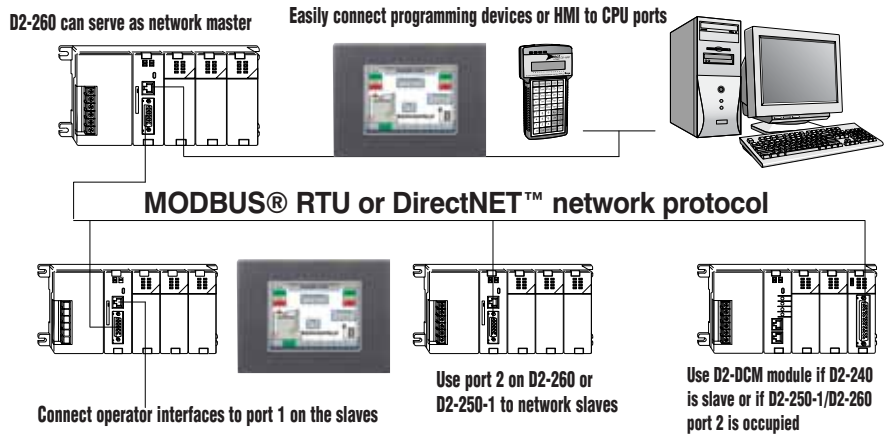 D2-260 can serve as network master
Easily connect programming devices or HMI to CPU ports
MODBUS® RTU or DirectNET™ network protocol
Connect operator interfaces to port 1 on the slaves
Use port 2 on D2-260 or
D2-250-1 to network slaves
Use D2-DCM module if D2-240
is slave or if D2-250-1/D2-260
port 2 is occupied